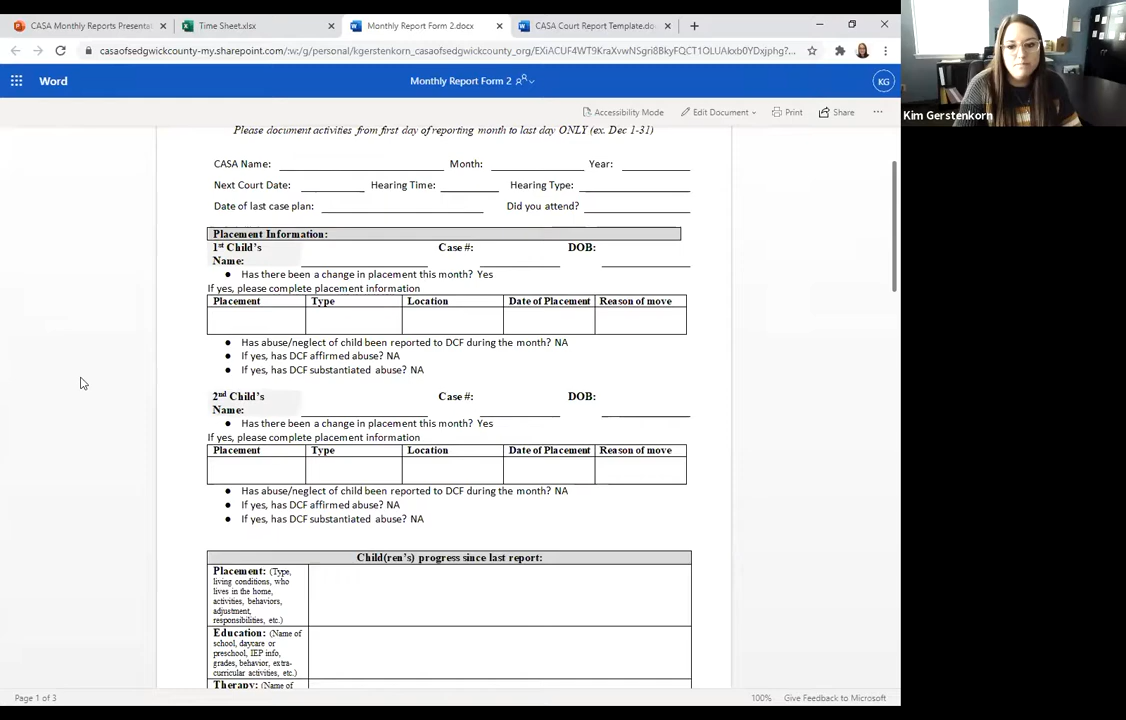 CASA Monthly Reports Presentat
Time Sheet.xlsx
Monthly Report Form 2.docx
CASA Court Report Template.do
casaofsedgwickcounty-my.sharepoint.com/:w/g/personal/kgerstenkorn_casaofsedgwickcounty_org/EXiACUF4WT9KraXvwNSgri8BkyFQCT1OLUAkxb0YDxjphg?...
Word
Monthly Report Form 2
KG
Accessibility Mode
Edit Document
Print
Share
Kim Gerstenkorn
Please document activities from first day of reporting month to last day ONLY (ex. Dec 1-31)
CASA Name: Month: Year:
Next Court Date: Hearing Time: Hearing Type:
Date of last case plan: Did you attend?
Placement Information:
1st Child's Case #: DOB:
Name:
● Has there been a change in placement this month? Yes
If yes, please complete placement information
Placement Type Location Date of Placement Reason of move
● Has abuse/neglect of child been reported to DCF during the month? NA
● If yes, has DCF affirmed abuse? NA
● If yes, has DCF substantiated abuse? NA
2nd Child's Case #: DOB:
Name:
● Has there been a change in placement this month? Yes
If yes, please complete placement information
Placement Type Location Date of Placement Reason of move
● Has abuse/neglect of child been reported to DCF during the month? NA
● If yes, has DCF affirmed abuse? NA
● If yes, has DCF substantiated abuse? NA
Child(ren's) progress since last report:
Placement: (Type,
living conditions, who
lives in the home,
activities, behaviors,
adjustment,
responsibilities, etc.)
Education: (Name of
school, daycare or
preschool, IEP info,
grades, behavior, extra-
curricular activities, etc.)
Therapy: (Name of
Page 1 of 3
100%
Give Feedback to Microsoft